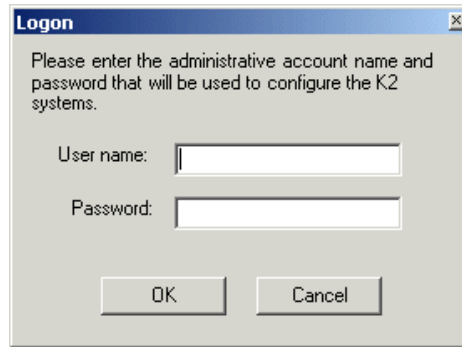 Logon
Please enter the administrative account name and
password that will be used to configure the K2
systems.
User name:
Password:
OK Cancel